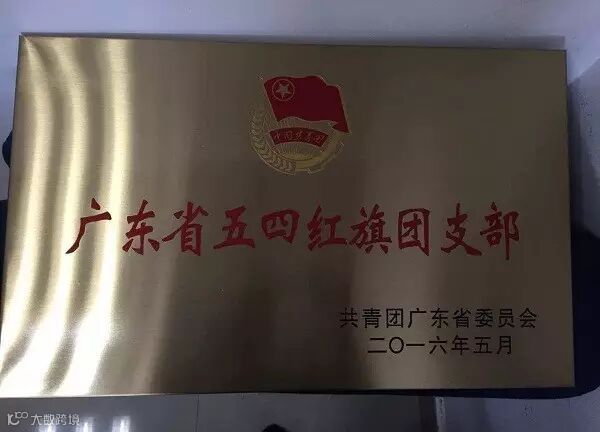 中国共青团
广东省五四红旗团支部
共青团广东省委员会
二〇一六年五月
大数跨境